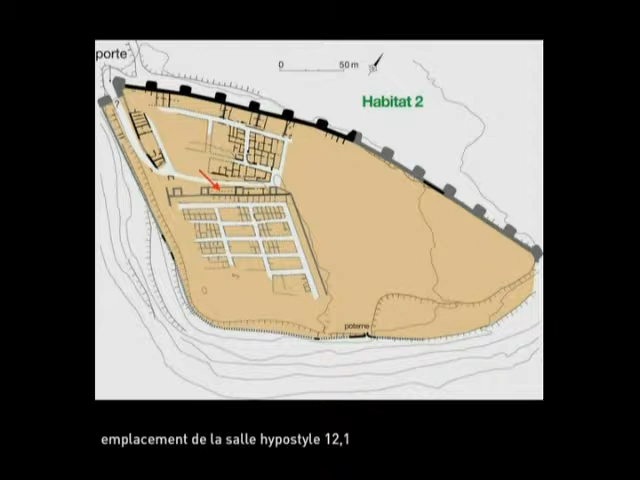 porte
0 50 m
Habitat 2
?
poterne
emplacement de la salle hypostyle 12,1